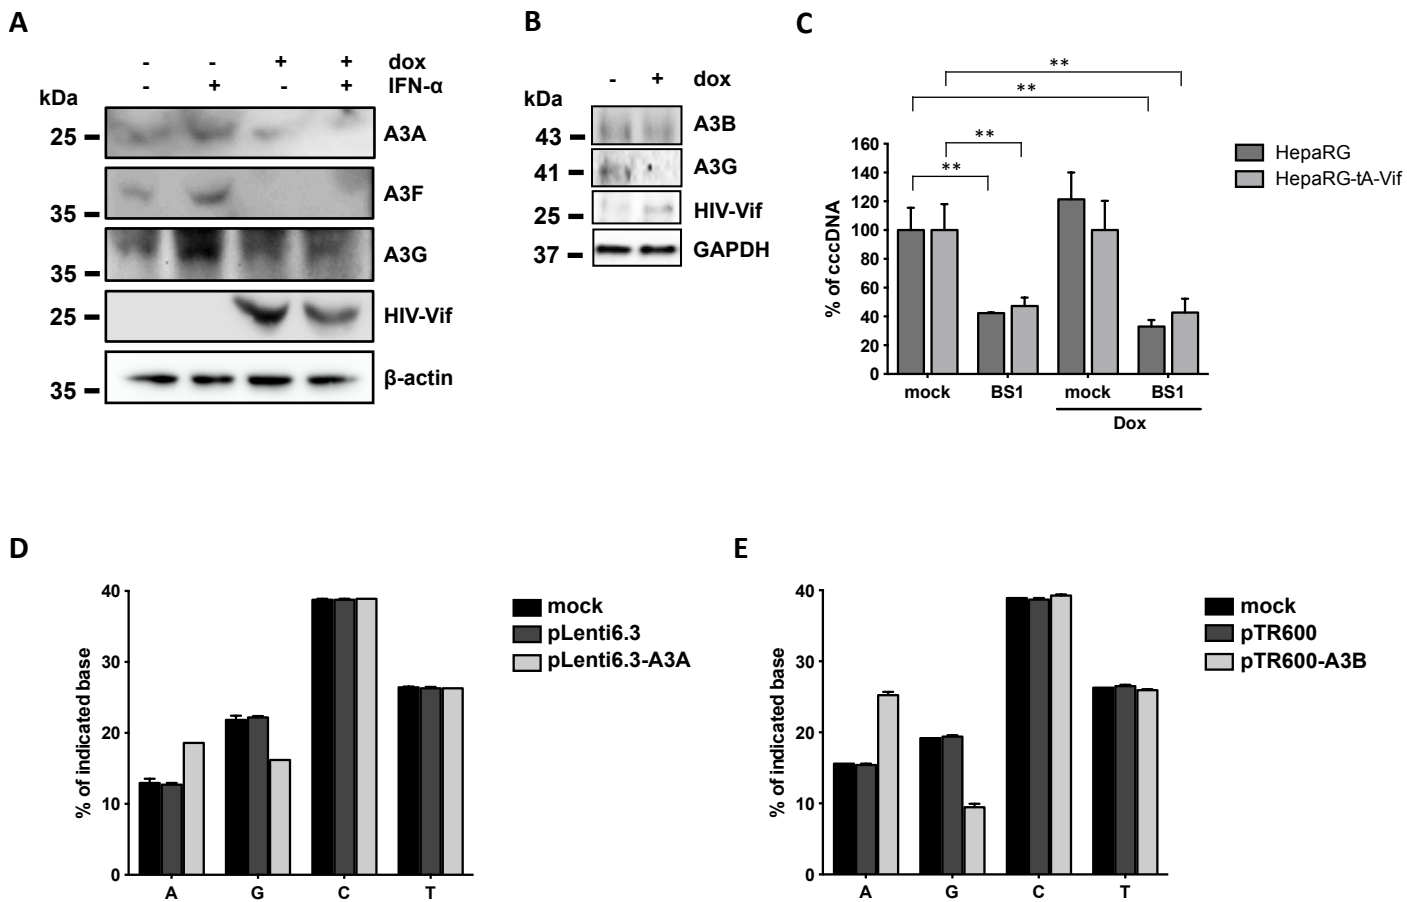 A
- - + + dox
- + - + IFN-α
kDa
25 A3A
35 A3F
35 A3G
25 HIV-Vif
35 β-actin
B
- + dox
kDa
43 A3B
41 A3G
25 HIV-Vif
37 GAPDH
C
**
**
**
**
% of cccDNA
160
140
120
100
80
60
40
20
0
mock BS1 mock BS1
Dox
HepaRG
HepaRG-tA-Vif
D
% of indicated base
40
30
20
10
0
A G C T
mock
pLenti6.3
pLenti6.3-A3A
E
% of indicated base
40
30
20
10
0
A G C T
mock
pTR600
pTR600-A3B